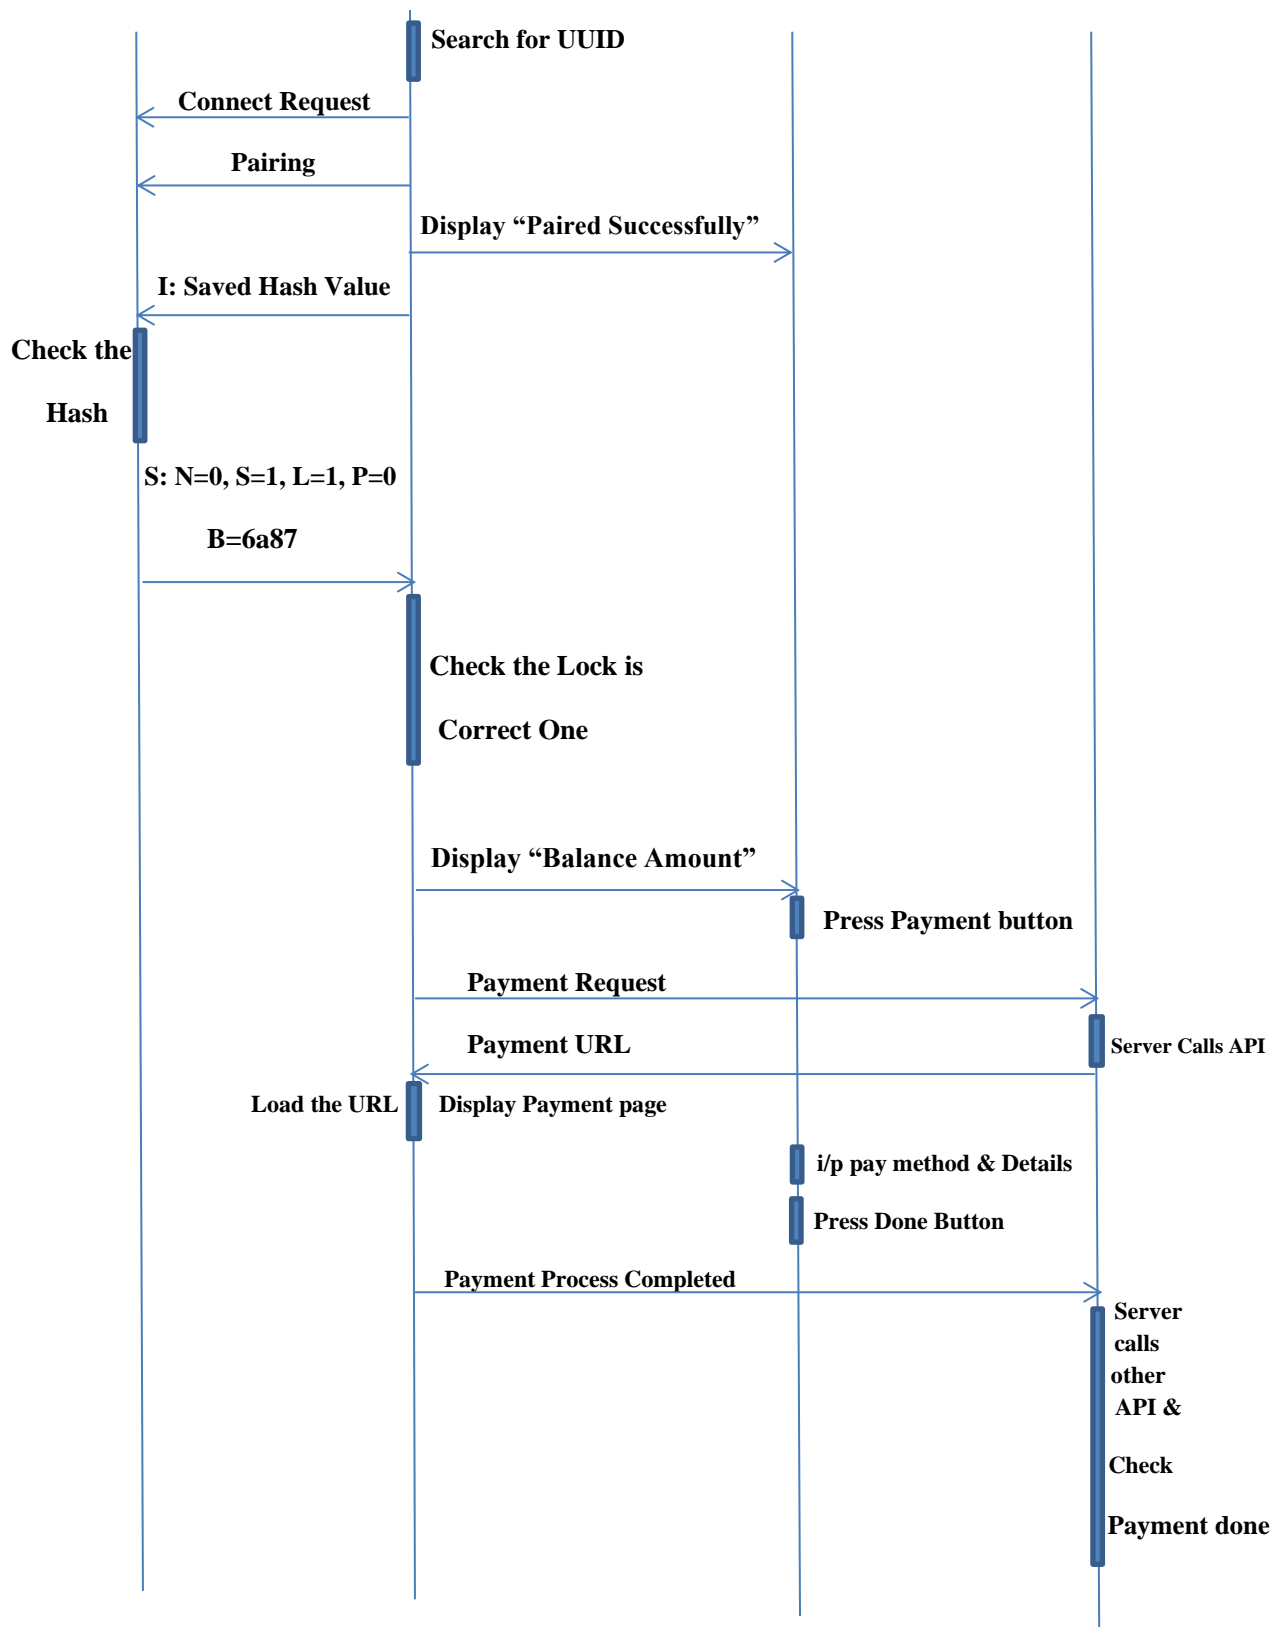 Search for UUID
Connect Request
Pairing
Display “Paired Successfully”
I: Saved Hash Value
Check the
Hash
S: N=0, S=1, L=1, P=0
B=6a87
Check the Lock is
Correct One
Display “Balance Amount”
Press Payment button
Payment Request
Payment URL
Server Calls API
Load the URL
Display Payment page
i/p pay method & Details
Press Done Button
Payment Process Completed
Server
calls
other
API &
Check
Payment done